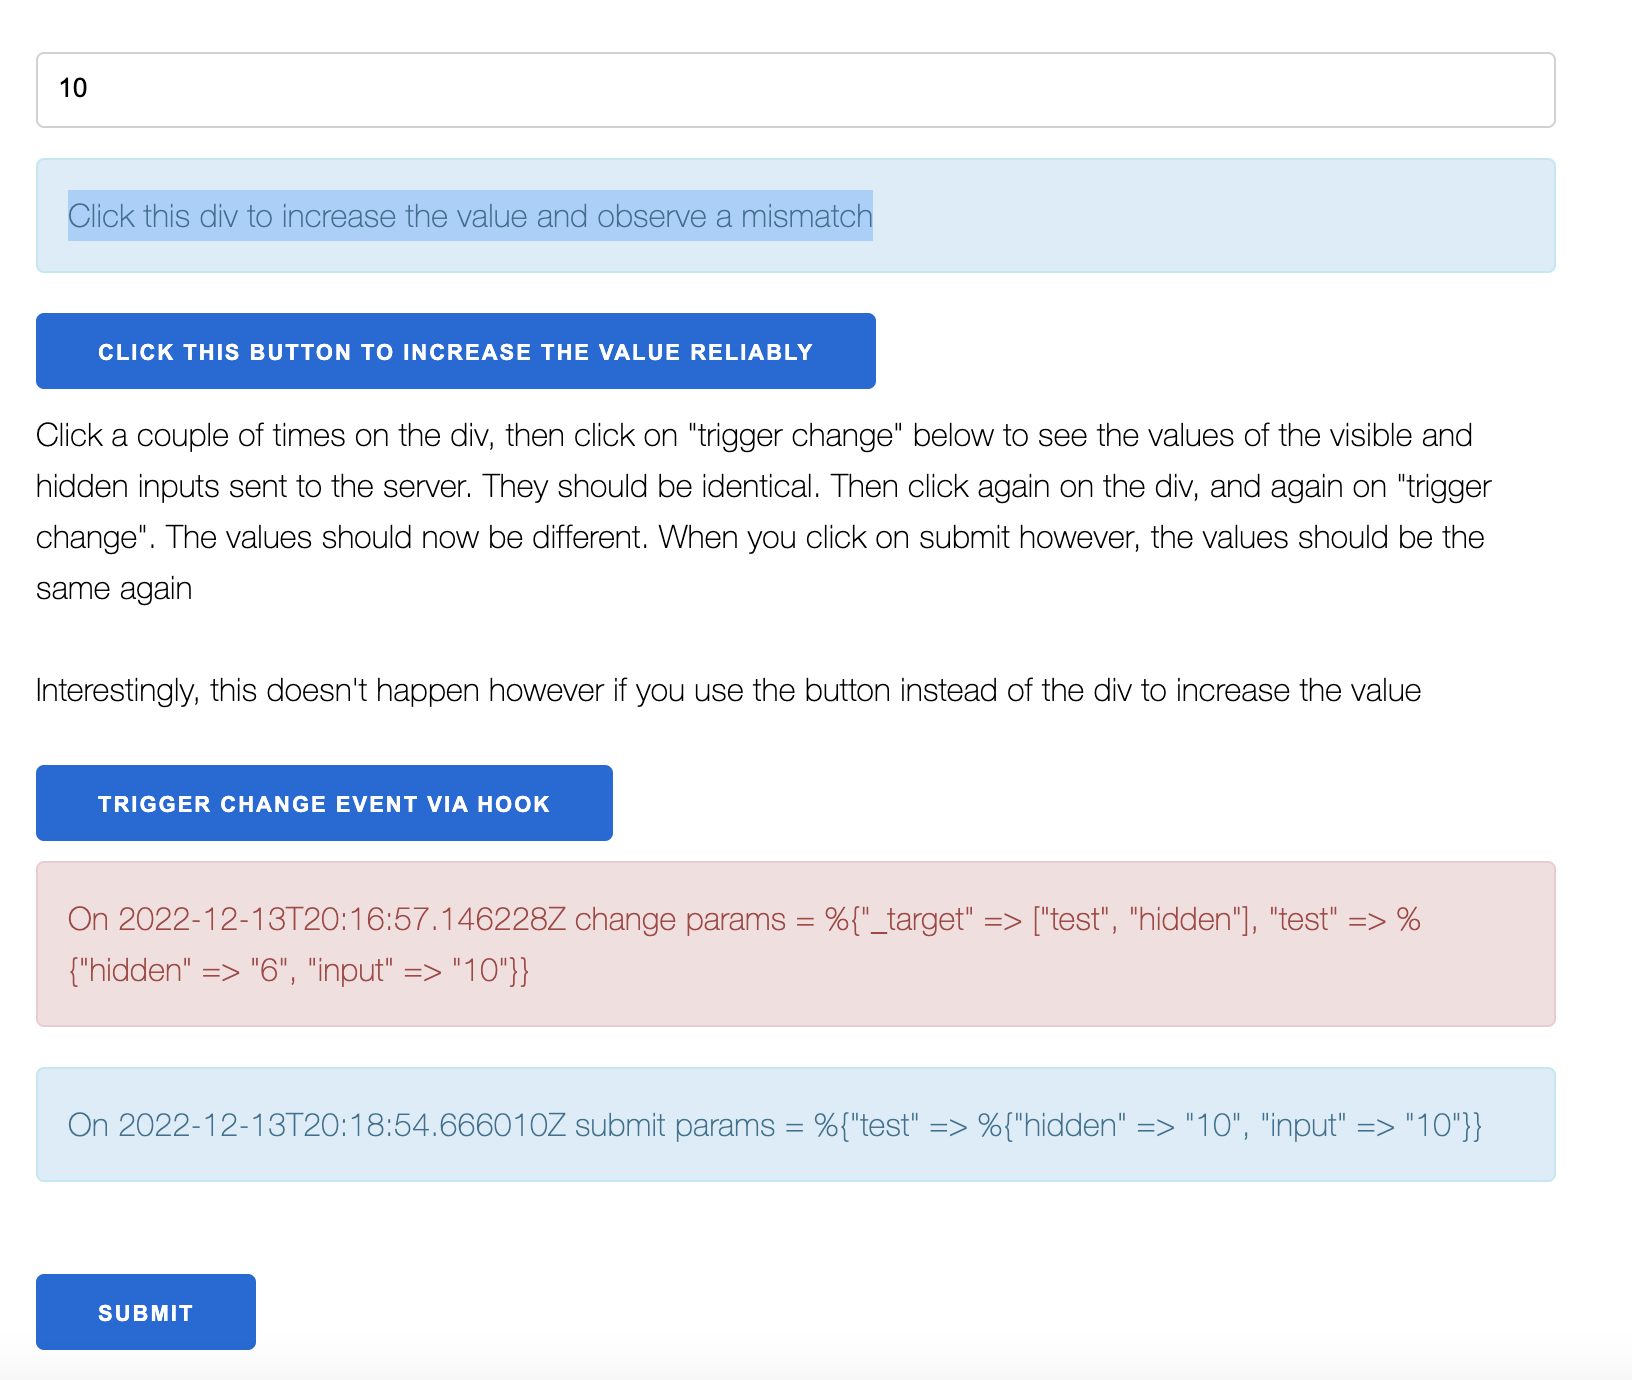 10
Click this div to increase the value and observe a mismatch
CLICK THIS BUTTON TO INCREASE THE VALUE RELIABLY
Click a couple of times on the div, then click on "trigger change" below to see the values of the visible and
hidden inputs sent to the server. They should be identical. Then click again on the div, and again on "trigger
change". The values should now be different. When you click on submit however, the values should be the
same again
Interestingly, this doesn't happen however if you use the button instead of the div to increase the value
TRIGGER CHANGE EVENT VIA HOOK
On 2022-12-13T20:16:57.146228Z change params = %{"_target" => ["test", "hidden"], "test" => %
{"hidden" => "6", "input" => "10"}}
On 2022-12-13T20:18:54.666010Z submit params = %{"test" => %{"hidden" => "10", "input" => "10"}}
SUBMIT